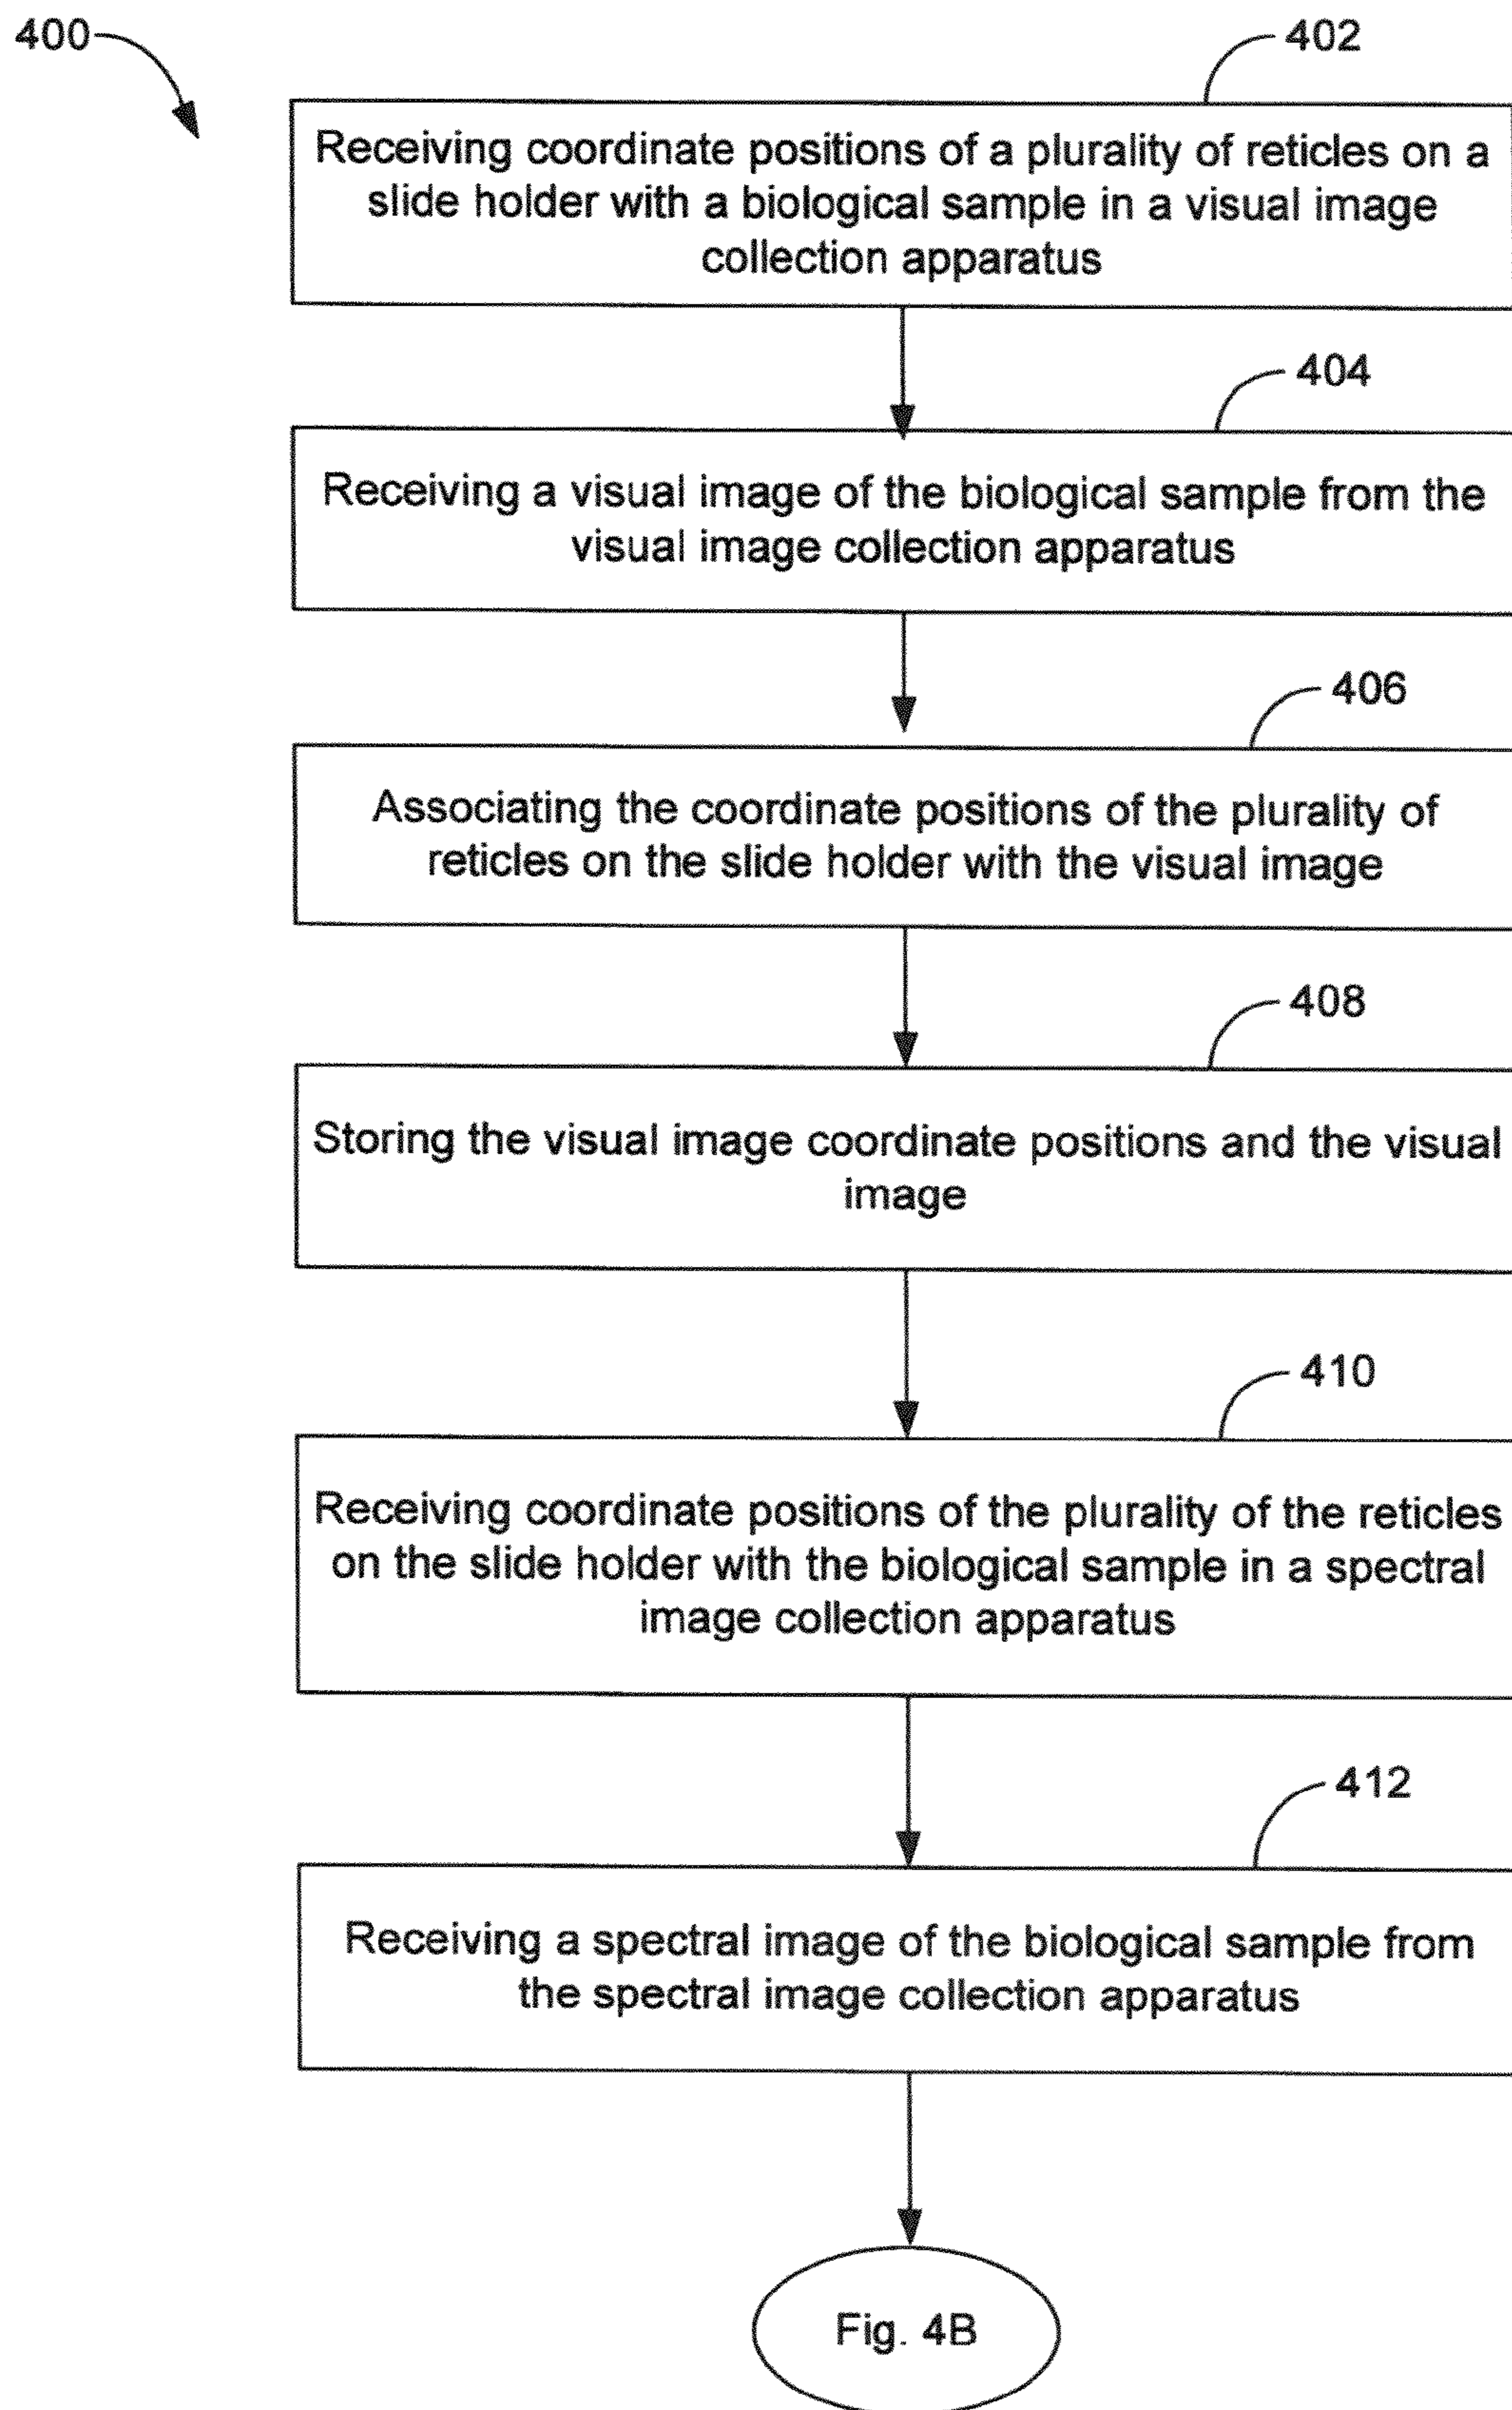 400
402
Receiving coordinate positions of a plurality of reticles on a
slide holder with a biological sample in a visual image
collection apparatus
404
Receiving a visual image of the biological sample from the
visual image collection apparatus
406
Associating the coordinate positions of the plurality of
reticles on the slide holder with the visual image
408
Storing the visual image coordinate positions and the visual
image
410
Receiving coordinate positions of the plurality of the reticles
on the slide holder with the biological sample in a spectral
image collection apparatus
412
Receiving a spectral image of the biological sample from
the spectral image collection apparatus
Fig. 4B